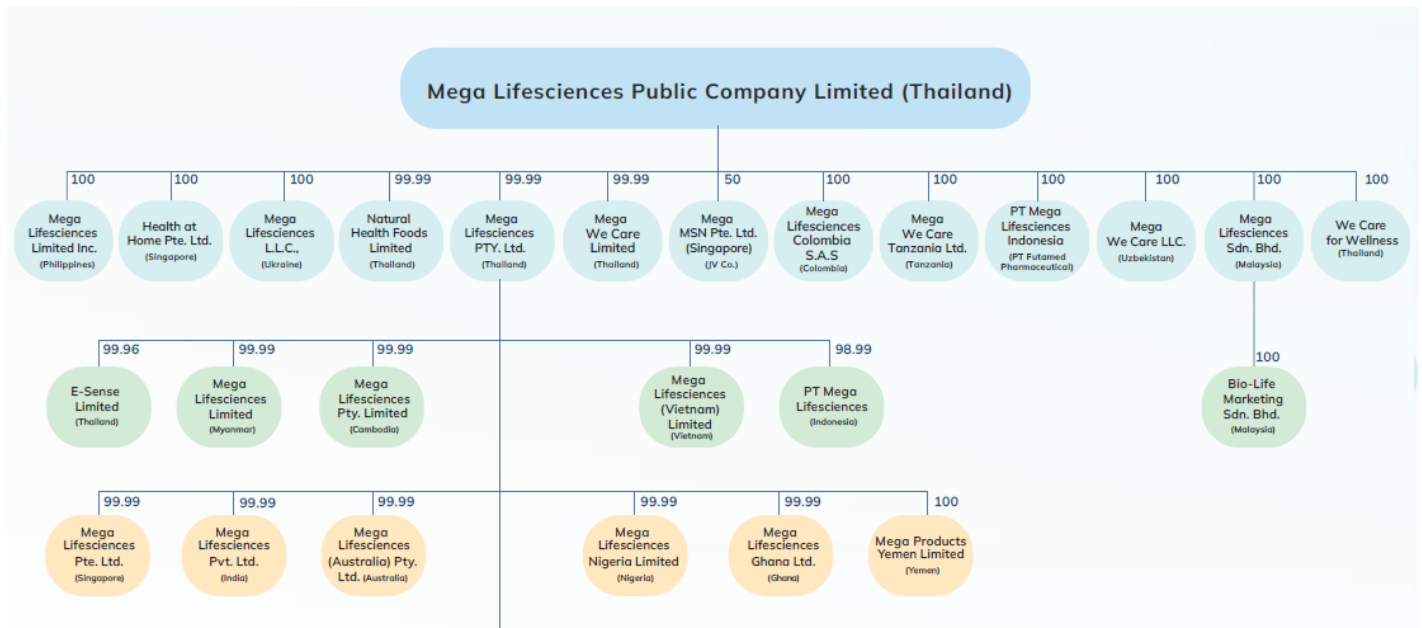 Mega Lifesciences Public Company Limited (Thailand)
100
100
100
99.99
99.99
99.99
50
100
100
100
100
100
100
Mega
Lifesciences
Limited Inc.
(Philippines)
Health at
Home Pte. Ltd.
(Singapore)
Mega
Lifesciences
L.L.C.,
(Ukraine)
Natural
Health Foods
Limited
(Thailand)
Mega
Lifesciences
PTY. Ltd.
(Thailand)
Mega
We Care
Limited
(Thailand)
Mega
MSN Pte. Ltd.
(Singapore)
(JV Co.)
Mega
Lifesciences
Colombia
S.A.S
(Colombia)
Mega
We Care
Tanzania Ltd.
(Tanzania)
PT Mega
Lifesciences
Indonesia
(PT Futamed
Pharmaceutical)
Mega
We Care LLC.
(Uzbekistan)
Mega
Lifesciences
Sdn. Bhd.
(Malaysia)
We Care
for Wellness
(Thailand)
99.96
99.99
99.99
99.99
98.99
100
E-Sense
Limited
(Thailand)
Mega
Lifesciences
Limited
(Myanmar)
Mega
Lifesciences
Pty. Limited
(Cambodia)
Mega
Lifesciences
(Vietnam)
Limited
(Vietnam)
PT Mega
Lifesciences
(Indonesia)
Bio-Life
Marketing
Sdn. Bhd.
(Malaysia)
99.99
99.99
99.99
99.99
99.99
100
Mega
Lifesciences
Pte. Ltd.
(Singapore)
Mega
Lifesciences
Pvt. Ltd.
(India)
Mega
Lifesciences
(Australia) Pty.
Ltd. (Australia)
Mega
Lifesciences
Nigeria Limited
(Nigeria)
Mega
Lifesciences
Ghana Ltd.
(Ghana)
Mega Products
Yemen Limited
(Yemen)